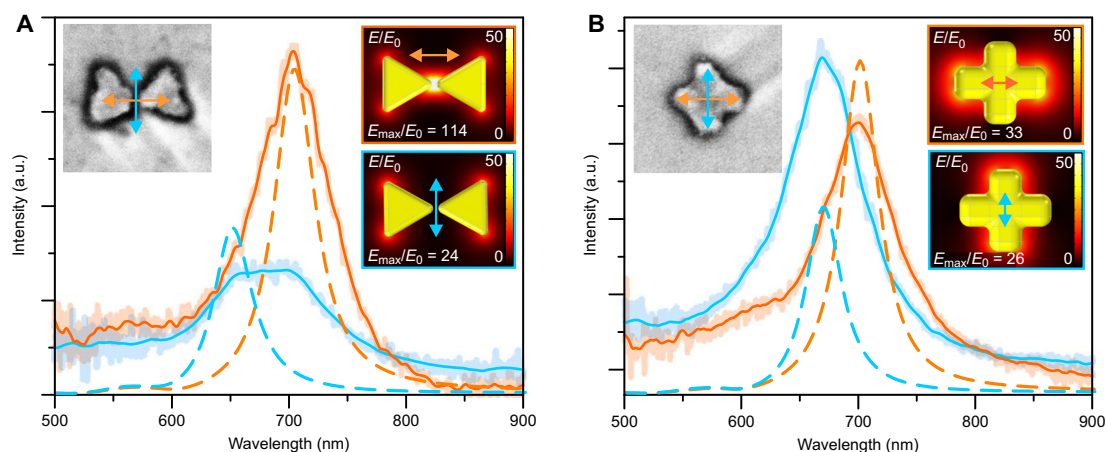 A
E/E0
50
Emax/E0 = 114
0
E/E0
50
Emax/E0 = 24
0
Intensity (a.u.)
500
600
700
800
900
Wavelength (nm)
B
E/E0
50
Emax/E0 = 33
0
E/E0
50
Emax/E0 = 26
0
Intensity (a.u.)
500
600
700
800
900
Wavelength (nm)